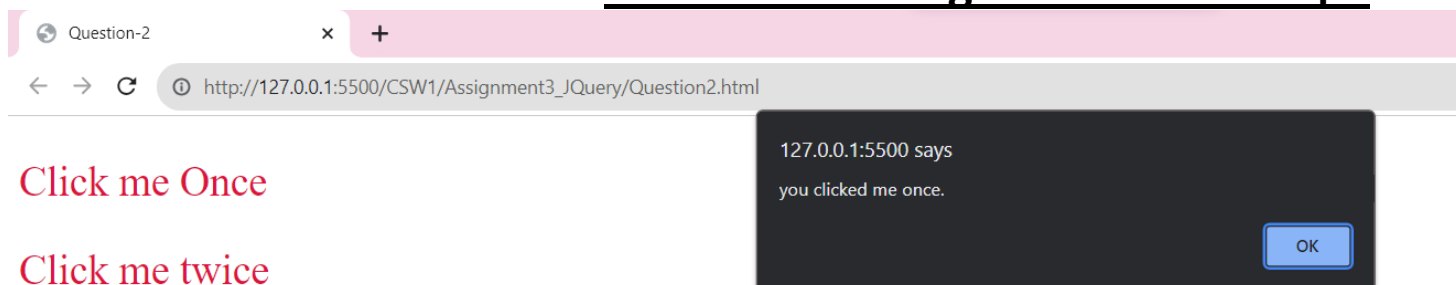 Question-2
http://127.0.0.1:5500/CSW1/Assignment3_JQuery/Question2.html
127.0.0.1:5500 says
you clicked me once.
OK
Click me Once
Click me twice